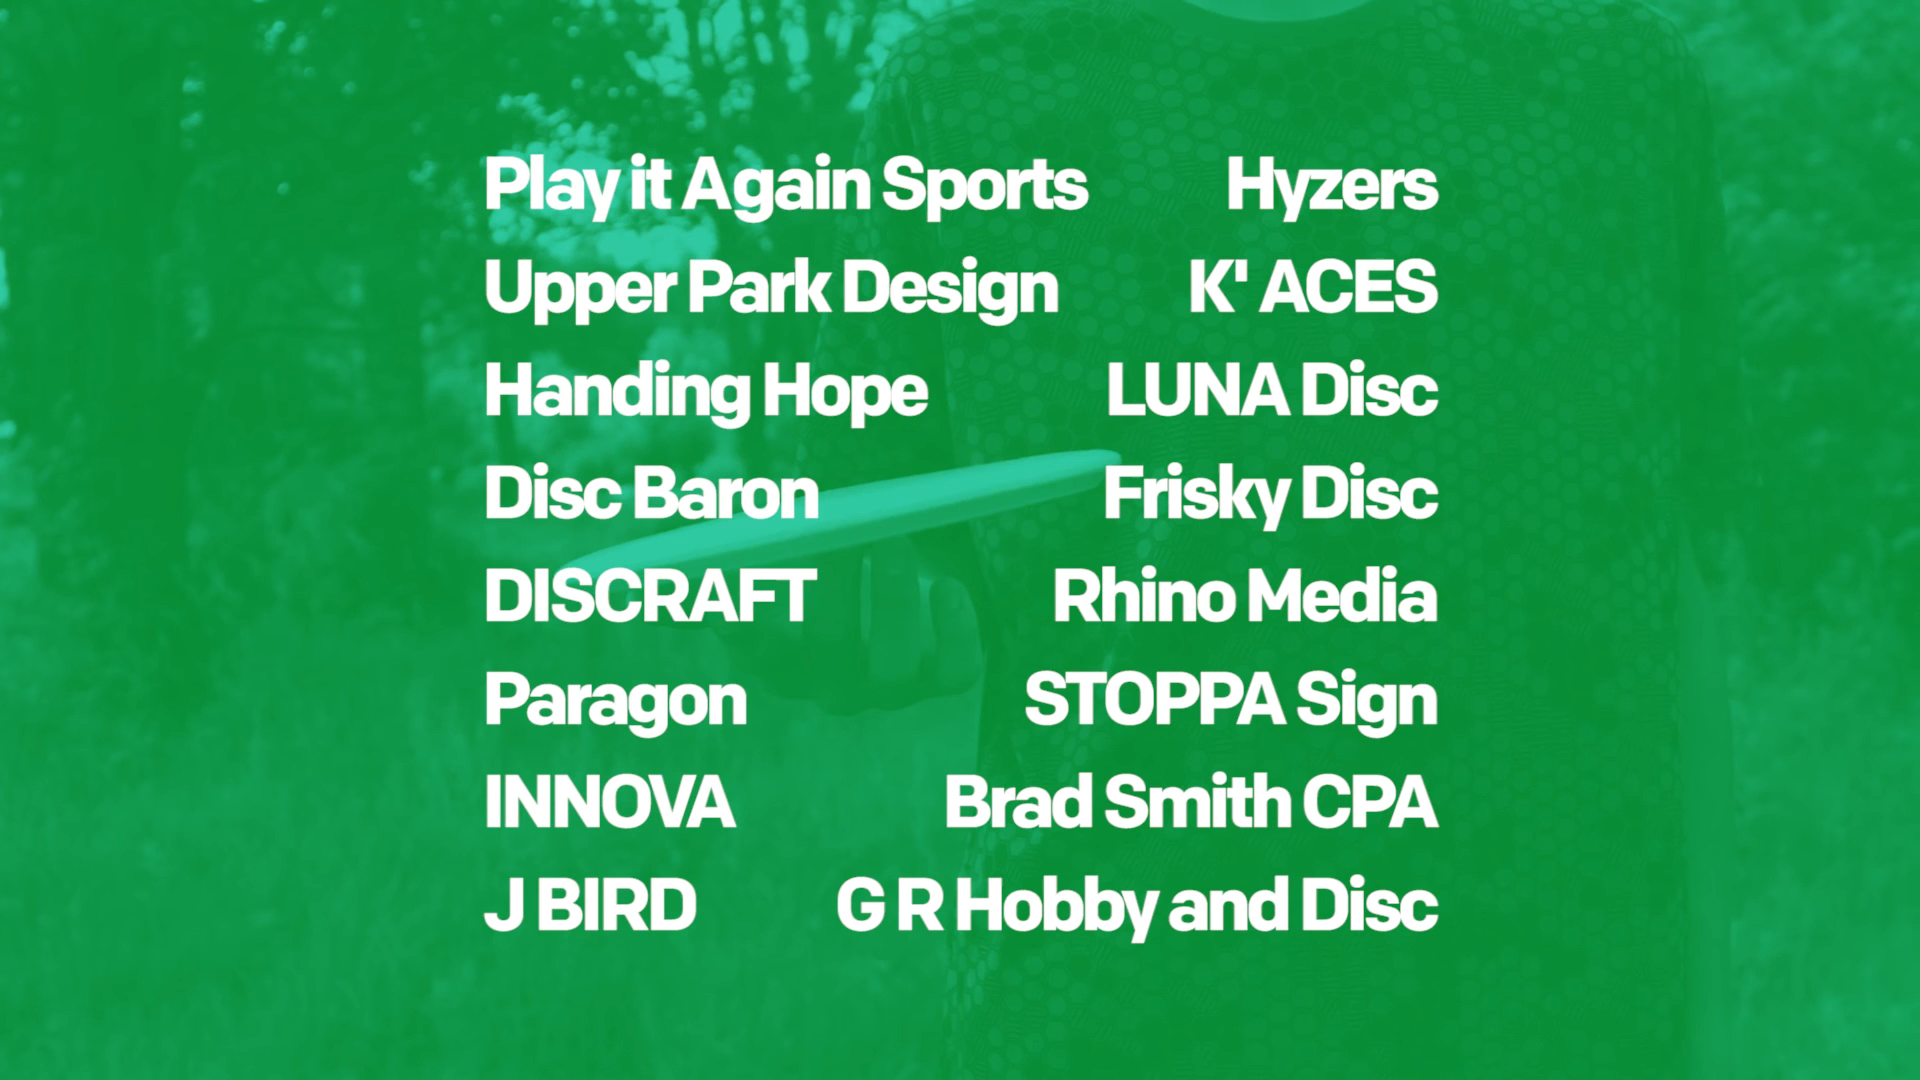 Play it Again Sports
Upper Park Design
Handing Hope
Disc Baron
DISCRAFT
Paragon
INNOVA
J BIRD
Hyzers
K' ACES
LUNA Disc
Frisky Disc
Rhino Media
STOPPA Sign
Brad Smith CPA
G R Hobby and Disc